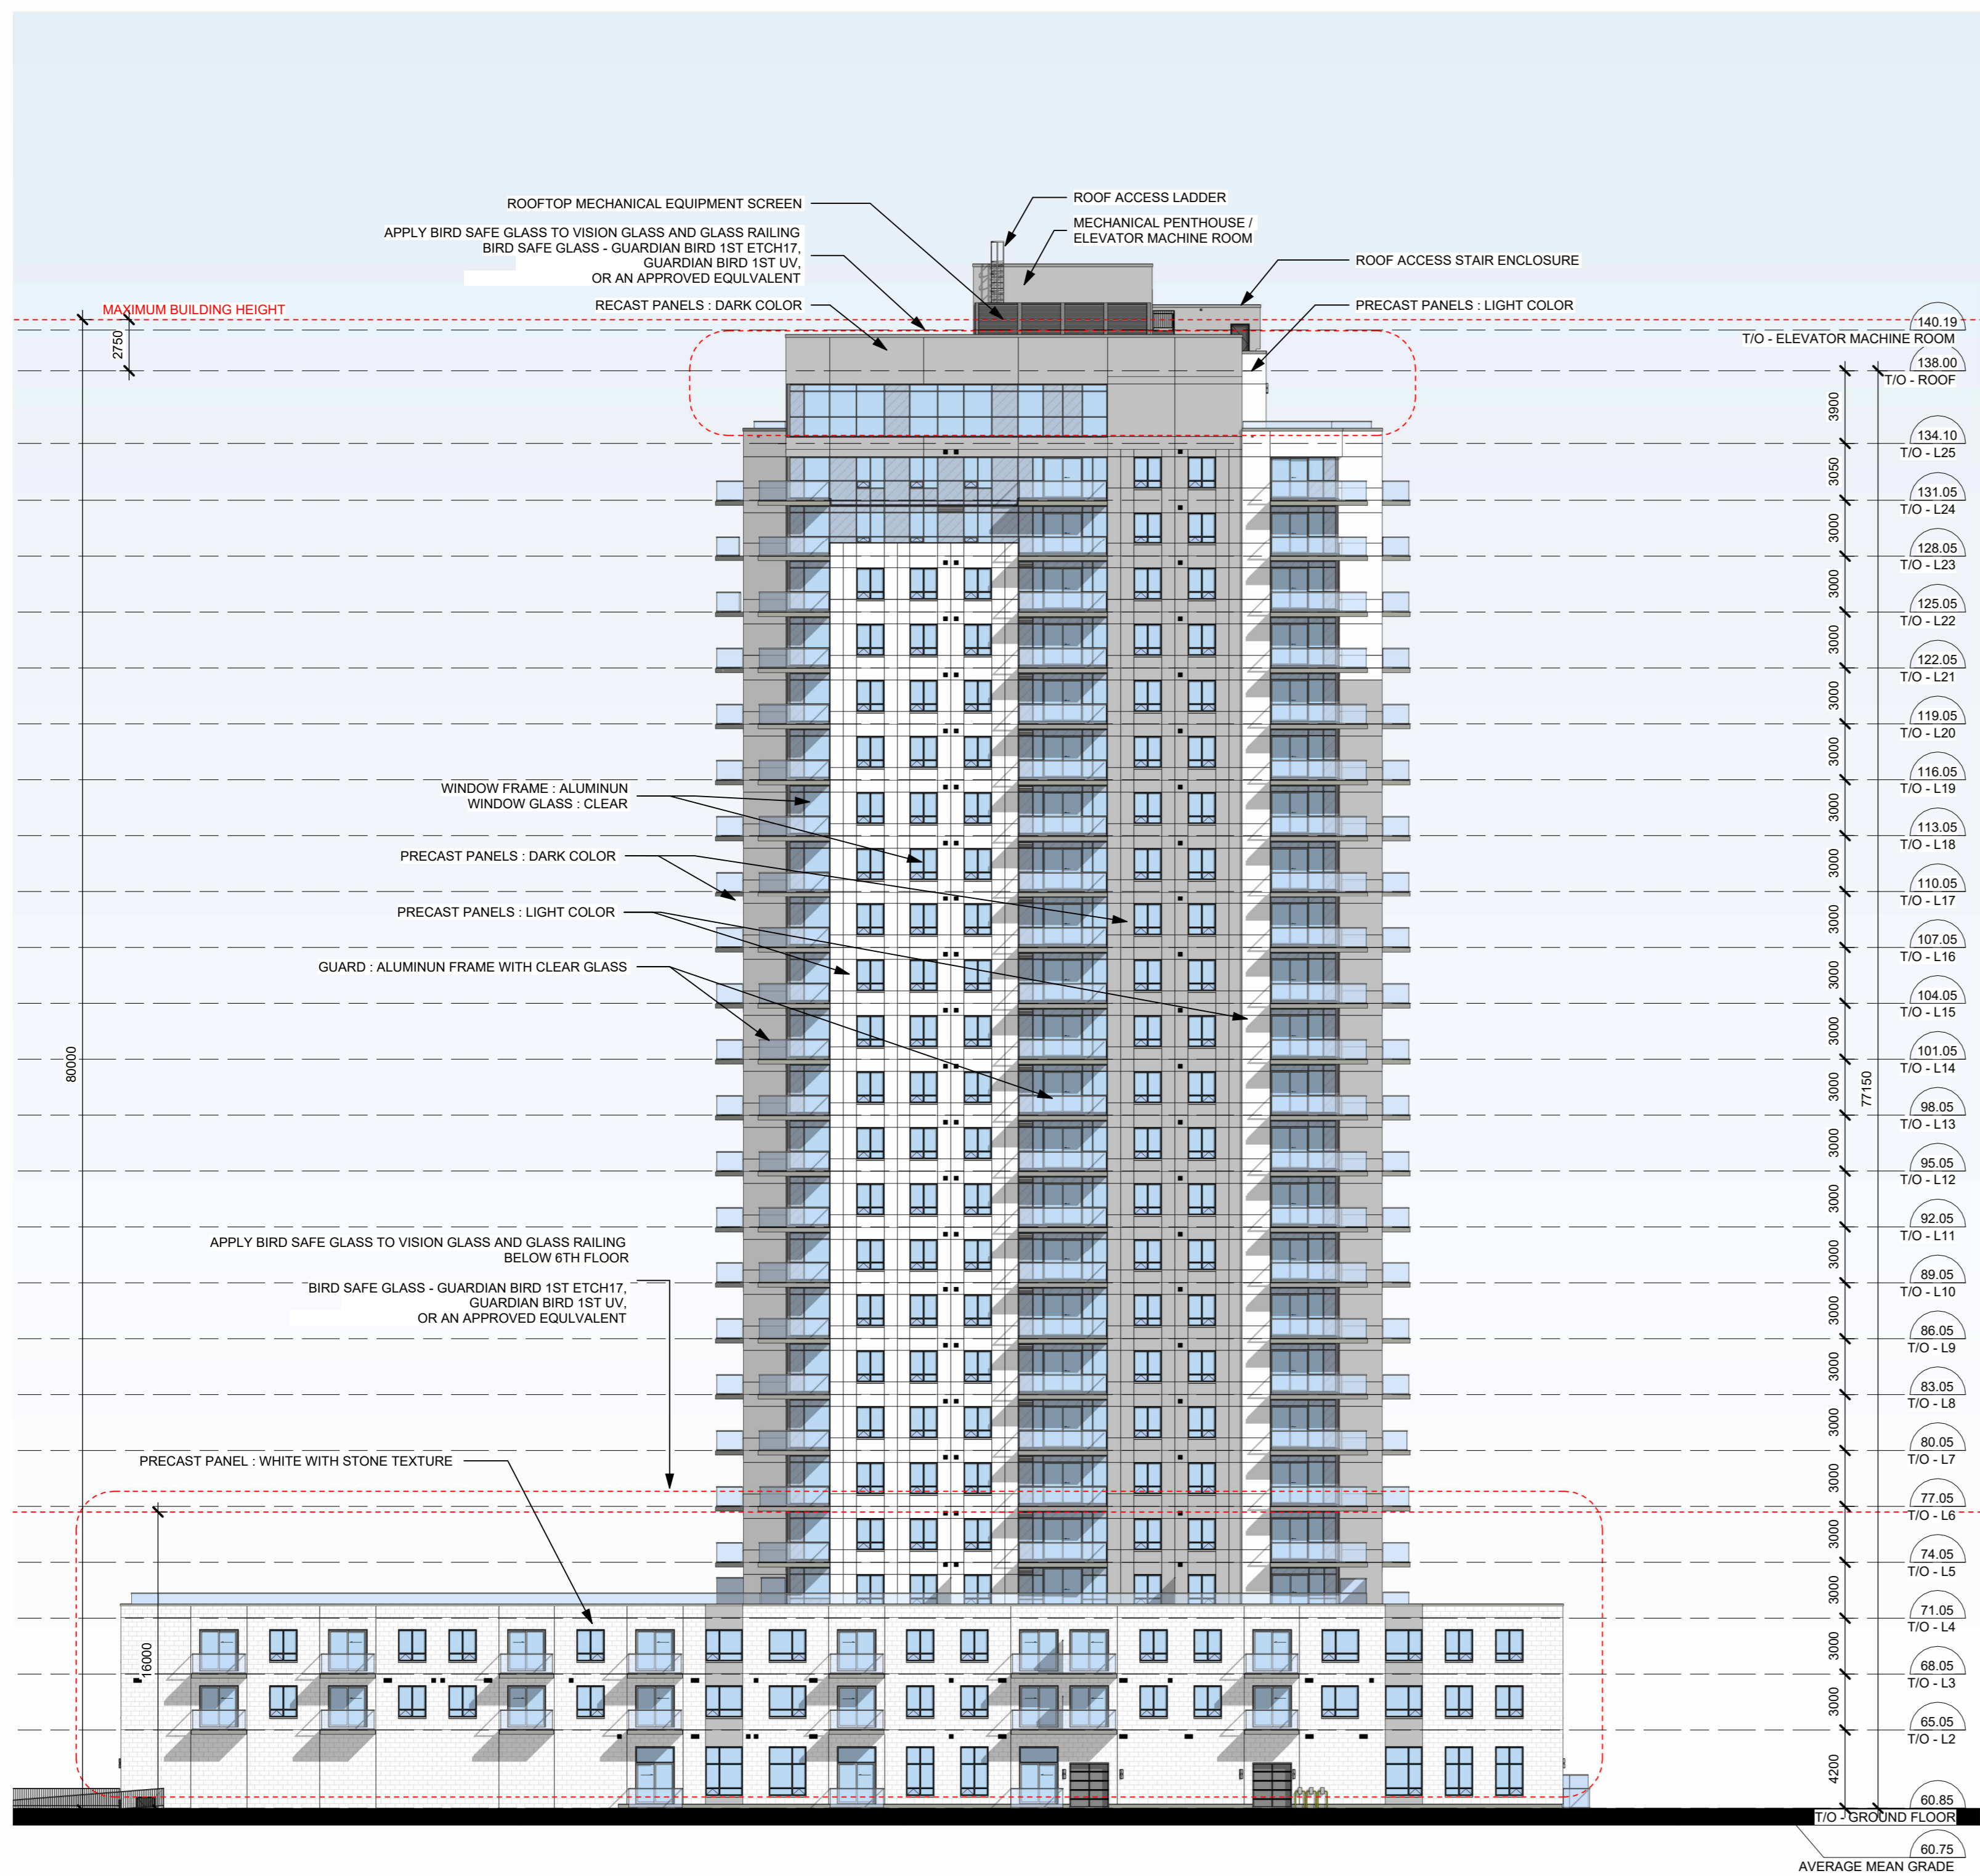 ROOFTOP MECHANICAL EQUIPMENT SCREEN
APPLY BIRD SAFE GLASS TO VISION GLASS AND GLASS RAILING
BIRD SAFE GLASS - GUARDIAN BIRD 1ST ETCH17,
GUARDIAN BIRD 1ST UV,
OR AN APPROVED EQULVALENT
RECAST PANELS : DARK COLOR
ROOF ACCESS LADDER
MECHANICAL PENTHOUSE /
ELEVATOR MACHINE ROOM
ROOF ACCESS STAIR ENCLOSURE
PRECAST PANELS : LIGHT COLOR
MAXIMUM BUILDING HEIGHT
2750
80000
WINDOW FRAME : ALUMINUN
WINDOW GLASS : CLEAR
PRECAST PANELS : DARK COLOR
PRECAST PANELS : LIGHT COLOR
GUARD : ALUMINUN FRAME WITH CLEAR GLASS
APPLY BIRD SAFE GLASS TO VISION GLASS AND GLASS RAILING
BELOW 6TH FLOOR
BIRD SAFE GLASS - GUARDIAN BIRD 1ST ETCH17,
GUARDIAN BIRD 1ST UV,
OR AN APPROVED EQULVALENT
PRECAST PANEL : WHITE WITH STONE TEXTURE
16000
140.19
T/O - ELEVATOR MACHINE ROOM
138.00
T/O - ROOF
3900
134.10
T/O - L25
3050
131.05
T/O - L24
3000
128.05
T/O - L23
3000
125.05
T/O - L22
3000
122.05
T/O - L21
3000
119.05
T/O - L20
3000
116.05
T/O - L19
3000
113.05
T/O - L18
3000
110.05
T/O - L17
3000
107.05
T/O - L16
3000
104.05
T/O - L15
3000
101.05
T/O - L14
3000
77150
98.05
T/O - L13
3000
95.05
T/O - L12
3000
92.05
T/O - L11
3000
89.05
T/O - L10
3000
86.05
T/O - L9
3000
83.05
T/O - L8
3000
80.05
T/O - L7
3000
77.05
T/O - L6
3000
74.05
T/O - L5
3000
71.05
T/O - L4
3000
68.05
T/O - L3
3000
65.05
T/O - L2
4200
60.85
T/O - GROUND FLOOR
60.75
AVERAGE MEAN GRADE